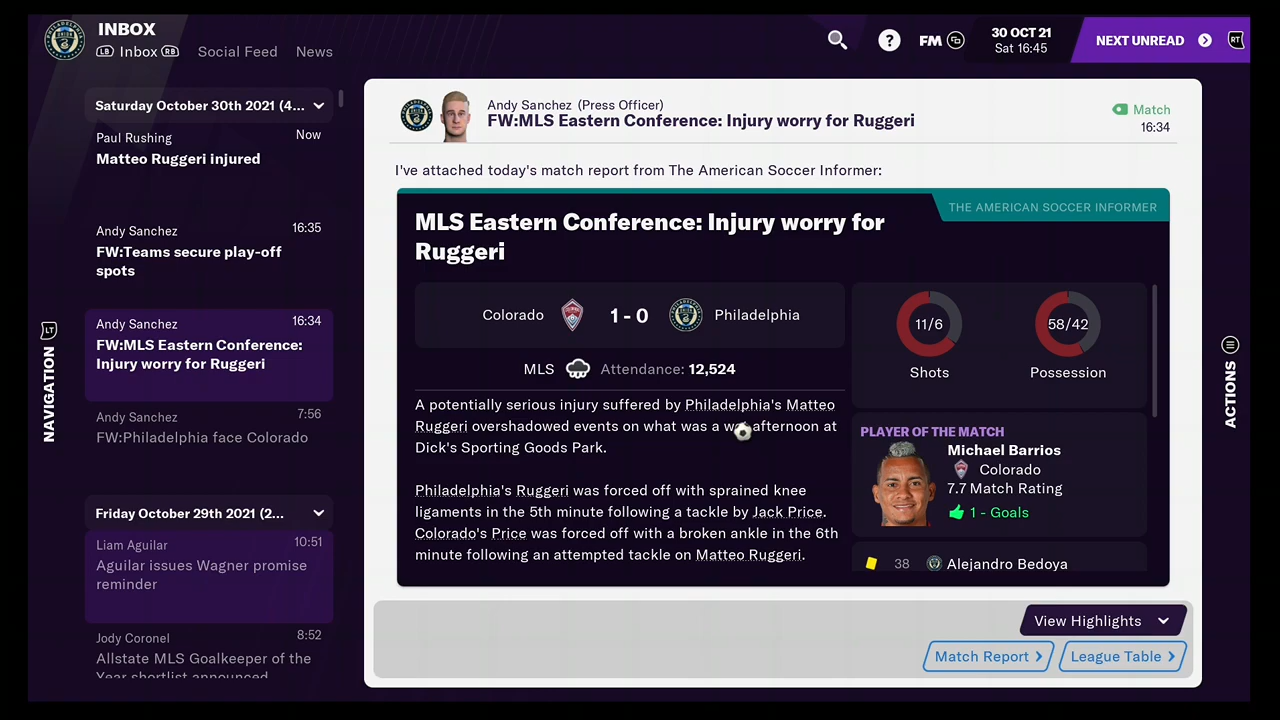 INBOX
LB Inbox RB Social Feed News
FM
30 OCT 21
Sat 16:45
NEXT UNREAD
RT
LT
NAVIGATION
Saturday October 30th 2021 (4...
Paul Rushing Now
Matteo Ruggeri injured
Andy Sanchez 16:35
FW:Teams secure play-off
spots
Andy Sanchez 16:34
FW:MLS Eastern Conference:
Injury worry for Ruggeri
Andy Sanchez 7:56
FW:Philadelphia face Colorado
Friday October 29th 2021 (2...
Liam Aguilar 10:51
Aguilar issues Wagner promise
reminder
Jody Coronel 8:52
Allstate MLS Goalkeeper of the
Year shortlist announced
Andy Sanchez (Press Officer)
FW:MLS Eastern Conference: Injury worry for Ruggeri
Match
16:34
I've attached today's match report from The American Soccer Informer:
THE AMERICAN SOCCER INFORMER
MLS Eastern Conference: Injury worry for
Ruggeri
Colorado 1 - 0 Philadelphia
MLS Attendance: 12,524
A potentially serious injury suffered by Philadelphia's Matteo
Ruggeri overshadowed events on what was a afternoon at
Dick's Sporting Goods Park.
Philadelphia's Ruggeri was forced off with sprained knee
ligaments in the 5th minute following a tackle by Jack Price.
Colorado's Price was forced off with a broken ankle in the 6th
minute following an attempted tackle on Matteo Ruggeri.
11/6
Shots
58/42
Possession
PLAYER OF THE MATCH
Michael Barrios
Colorado
7.7 Match Rating
1 - Goals
38 Alejandro Bedoya
View Highlights
Match Report
League Table
ACTIONS